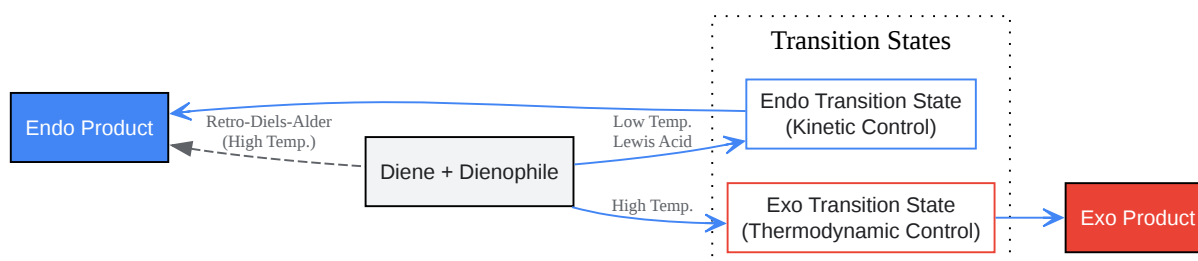 Transition States
Endo Product
Retro-Diels-Alder
(High Temp.)
Diene + Dienophile
Low Temp.
Lewis Acid
High Temp.
Endo Transition State
(Kinetic Control)
Exo Transition State
(Thermodynamic Control)
Exo Product